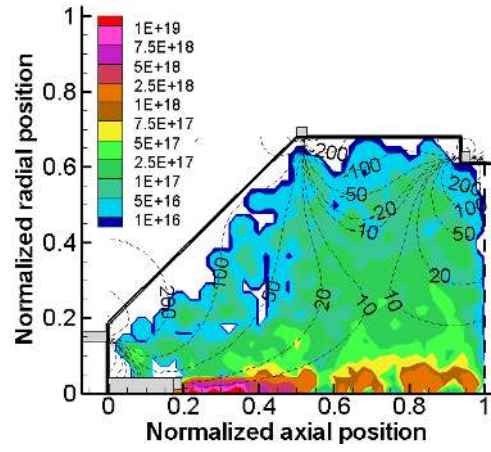 1
0.8
0.6
0.4
0.2
0
Normalized radial position
1E+19
7.5E+18
5E+18
2.5E+18
1E+18
7.5E+17
5E+17
2.5E+17
1E+17
5E+16
1E+16
-200
-100
-50
-20
-10
200
100
50
20
10
10
20
50
100
200
20
10
0 0.2 0.4 0.6 0.8 1
Normalized axial position